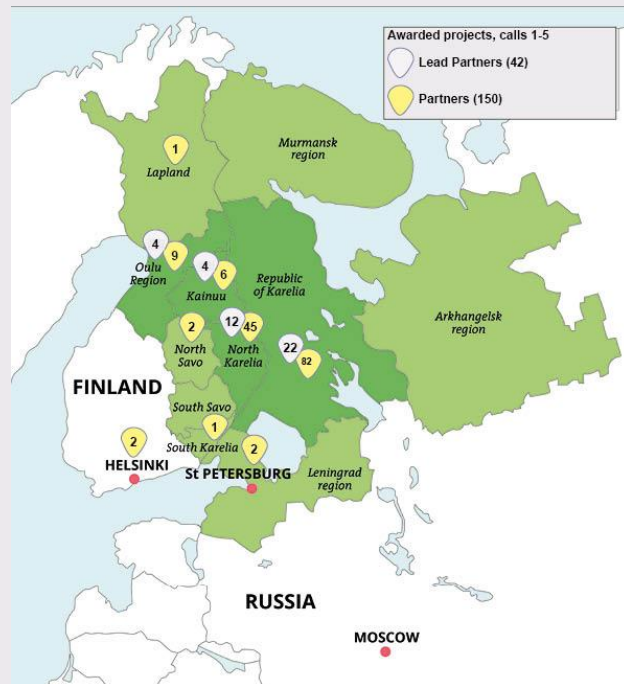 Awarded projects, calls 1-5
Lead Partners (42)
Partners (150)
1
Lapland
Murmansk
region
4
9
Oulu
Region
4
6
Kainuu
Republic
of Karelia
Arkhangelsk
region
2
North
Savo
12
45
North
Karelia
22
82
FINLAND
South Savo
1
South Karelia
2
HELSINKI
2
St PETERSBURG
Leningrad
region
RUSSIA
MOSCOW